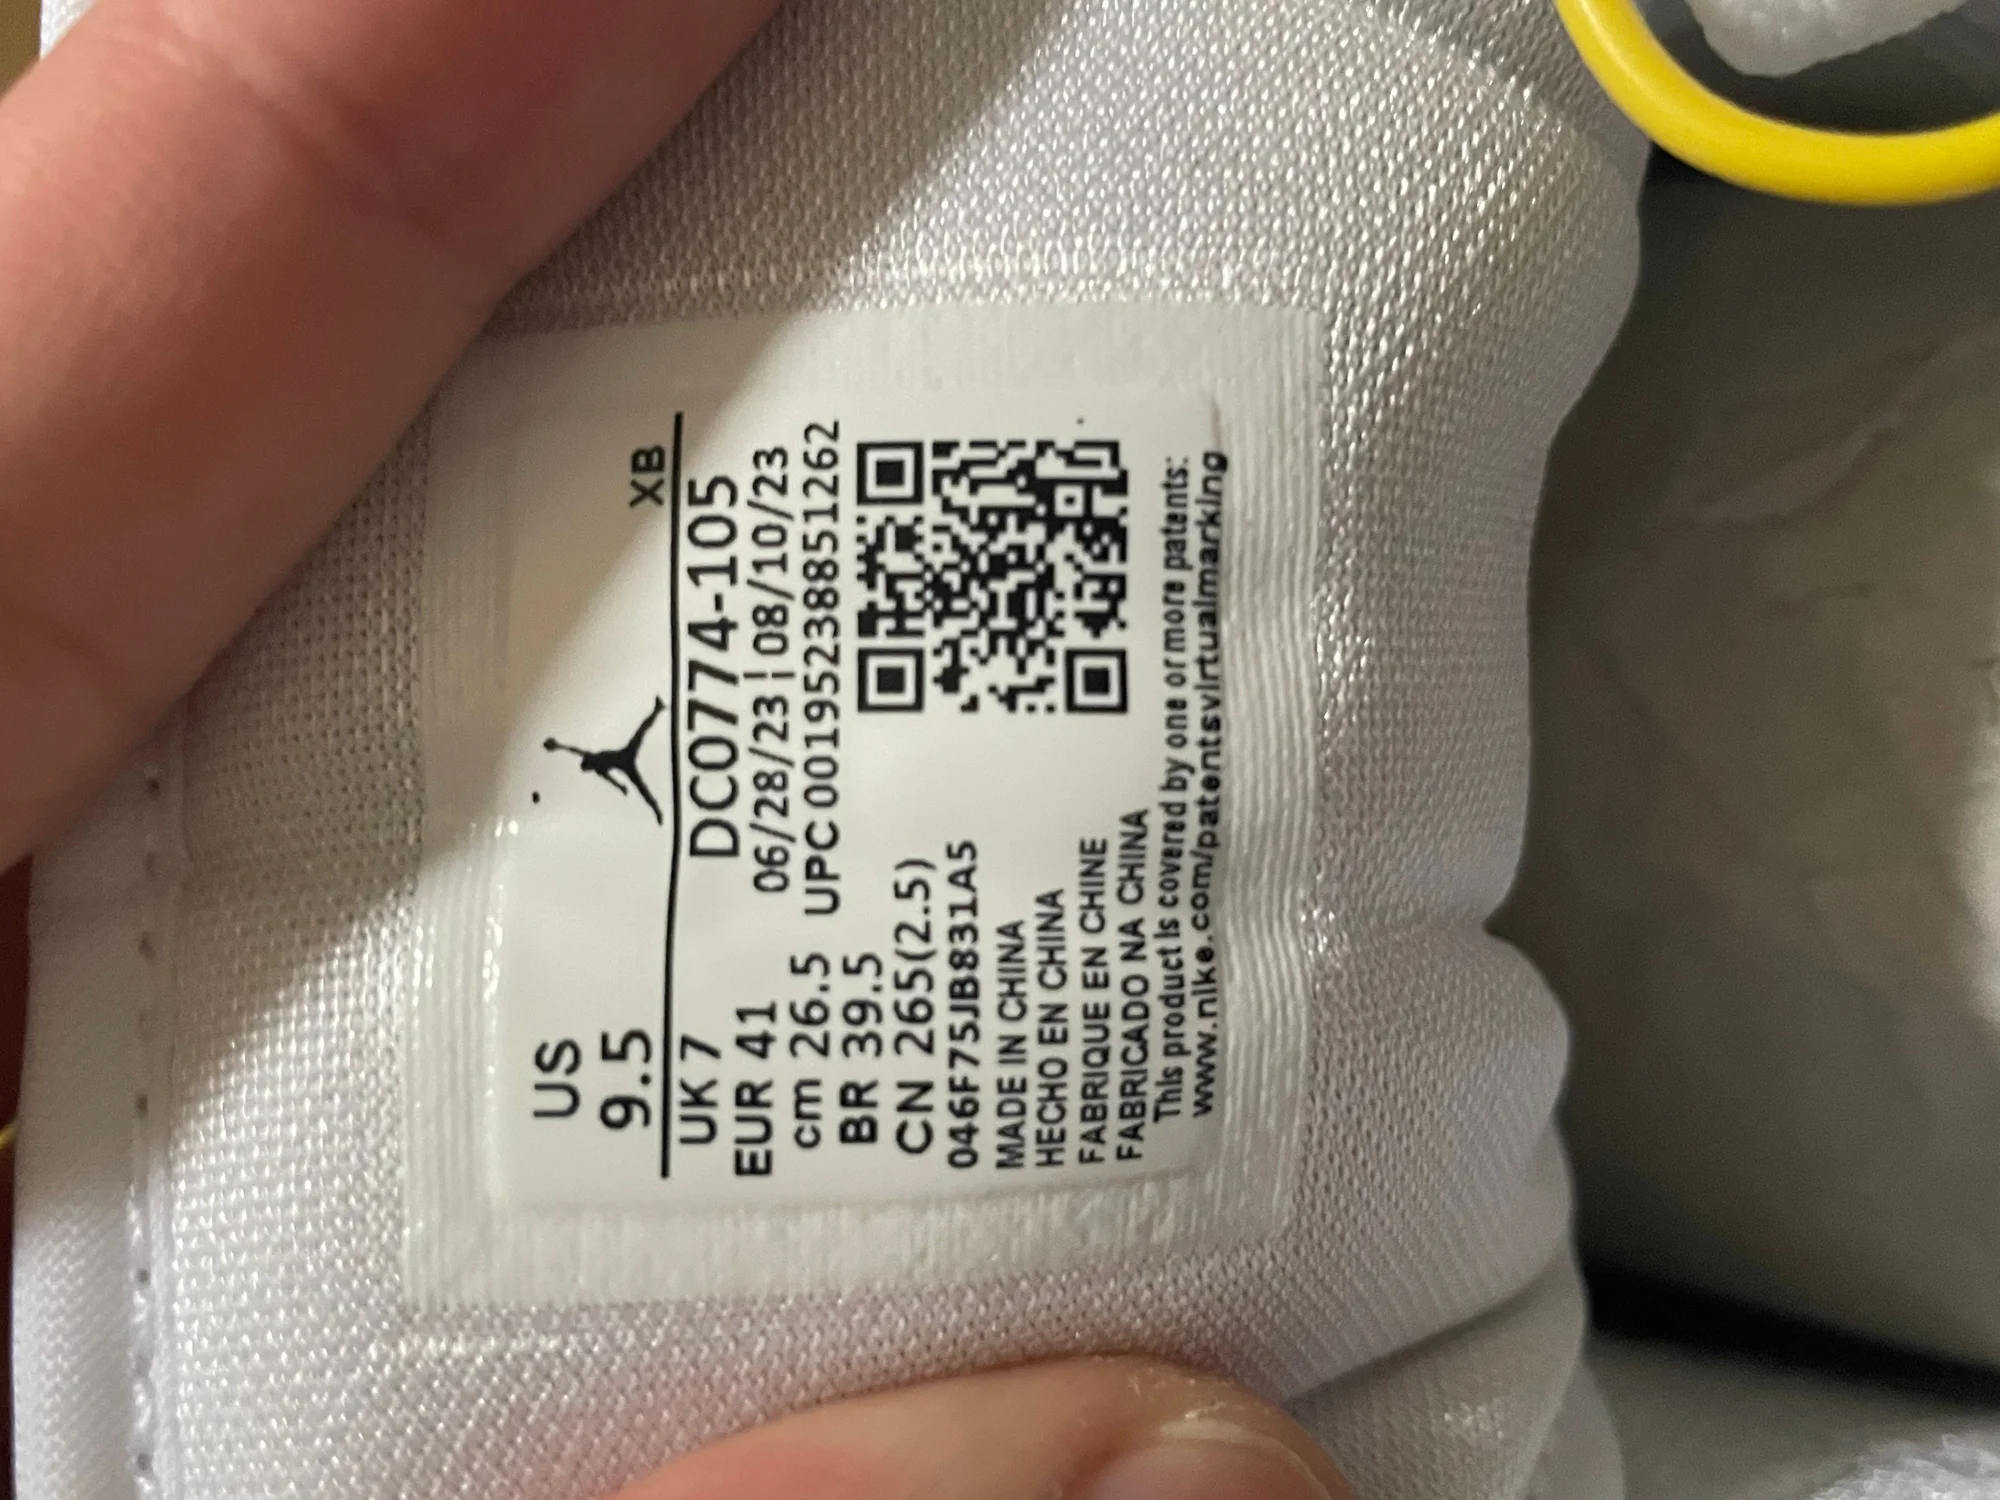 US
9.5
XB
UK 7
DC0774-105
EUR 41
06/28/23 | 08/10/23
cm 26.5
UPC 00195238851262
BR 39.5
CN 265(2.5)
046F75JB831A5
MADE IN CHINA
HECHO EN CHINA
FABRIQUE EN CHINE
FABRICADO NA CHINA
This product is covered by one or more patents:
www.nike.com/patentsvirtualmarking